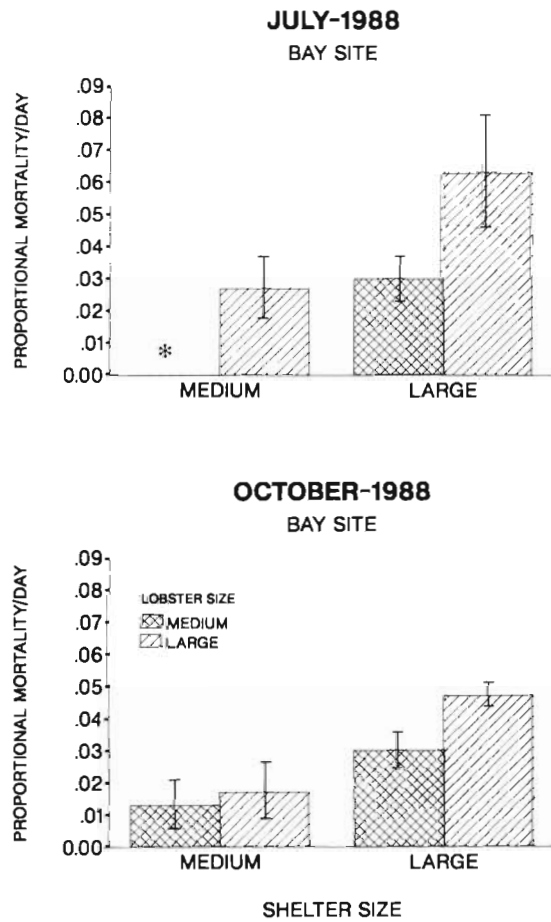 JULY-1988
BAY SITE
PROPORTIONAL MORTALITY/DAY
.09
.08
.07
.06
.05
.04
.03
.02
.01
0.00
*
MEDIUM
LARGE
OCTOBER-1988
BAY SITE
PROPORTIONAL MORTALITY/DAY
.09
.08
.07
.06
.05
.04
.03
.02
.01
0.00
LOBSTER SIZE
MEDIUM
LARGE
MEDIUM
LARGE
SHELTER SIZE